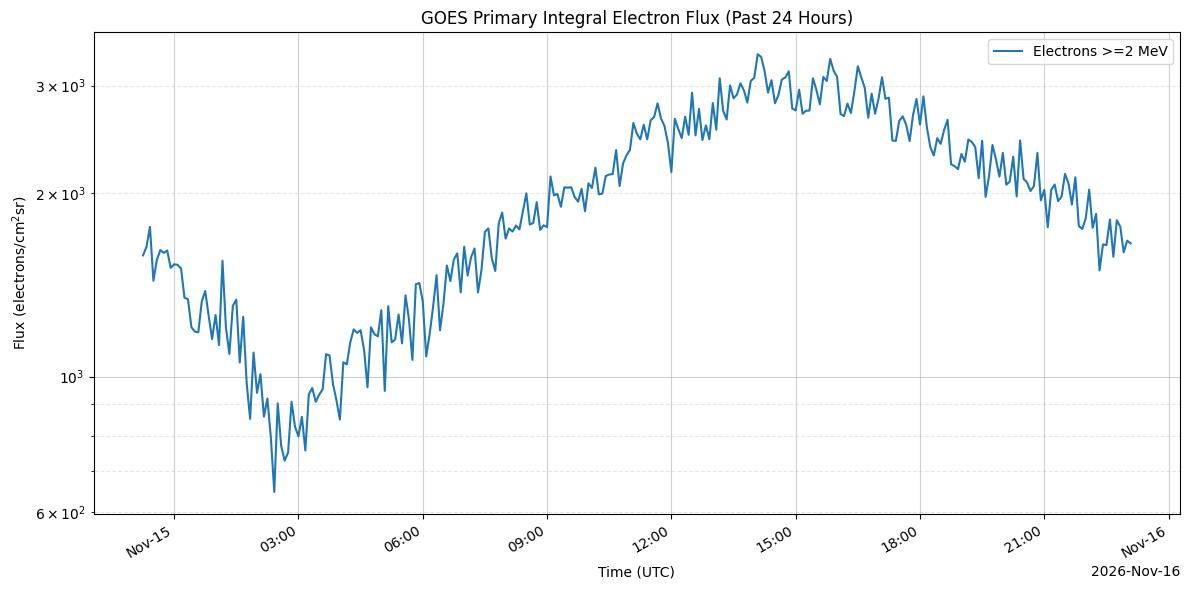 GOES Primary Integral Electron Flux (Past 24 Hours)
Electrons >=2 MeV
Flux (electrons/cm²sr)
3 × 10³
2 × 10³
10³
6 × 10²
Nov-15
03:00
06:00
09:00
12:00
15:00
18:00
21:00
Nov-16
Time (UTC)
2026-Nov-16